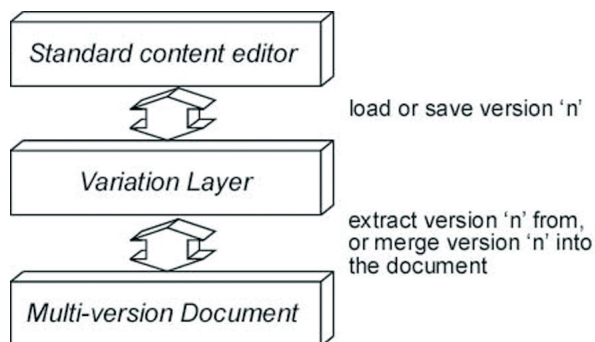 Standard content editor
load or save version ‘n’
Variation Layer
extract version ‘n’ from,
or merge version ‘n’ into
the document
Multi-version Document